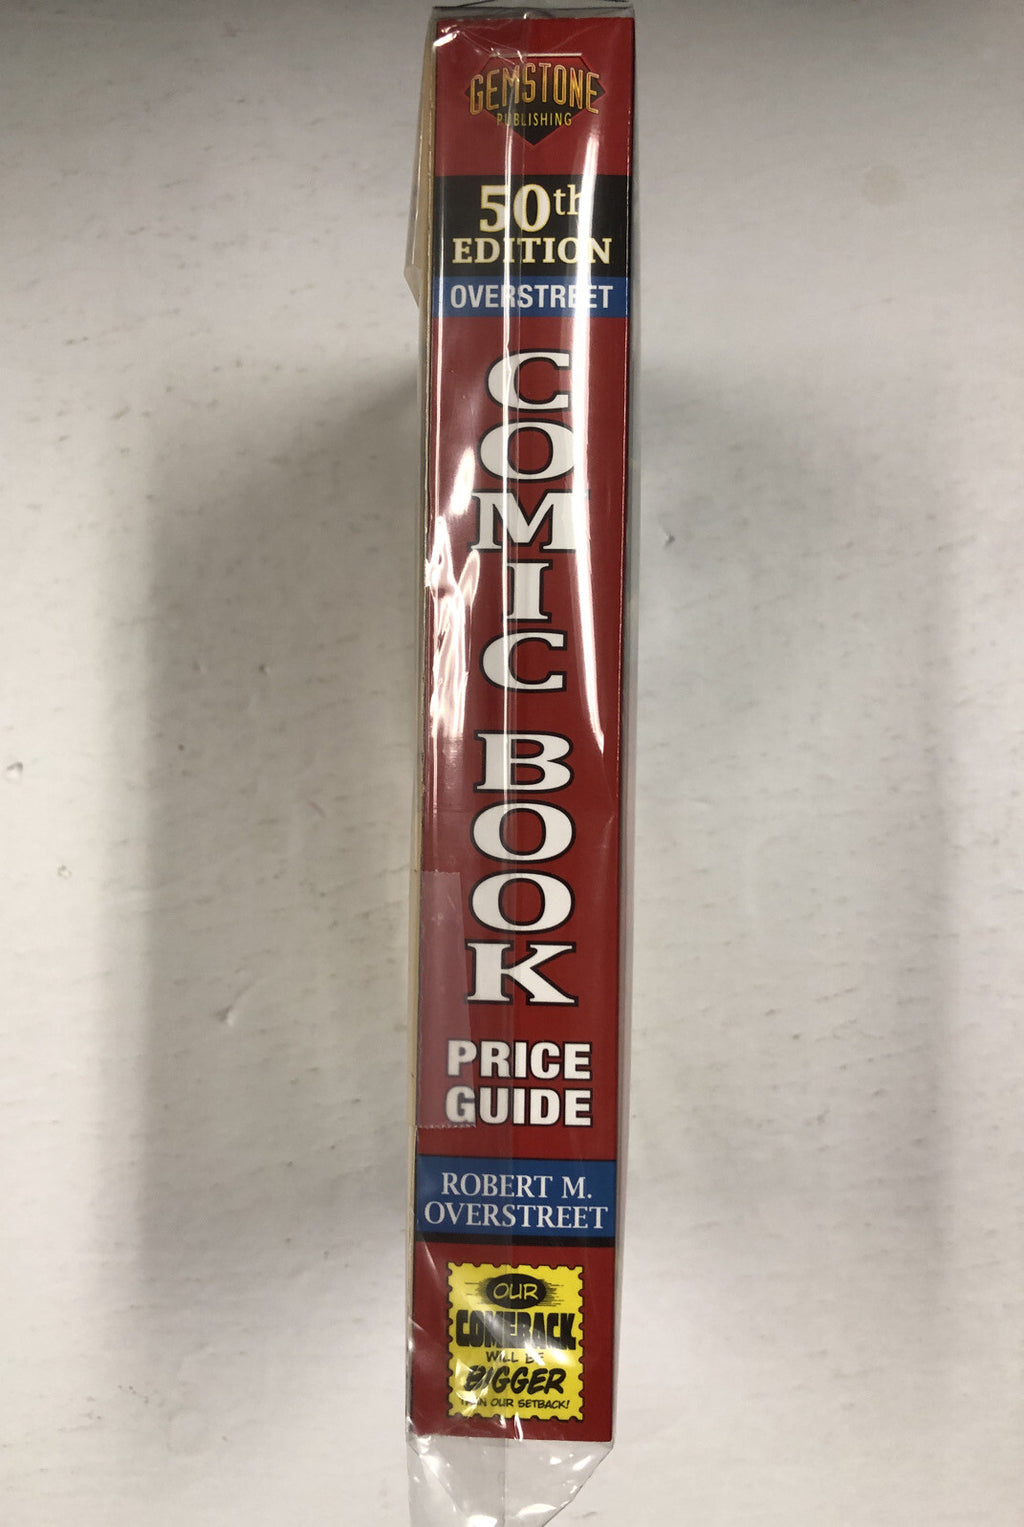 GEMSTONE
PUBLISHING
50th
EDITION
OVERSTREET
COMIC
BOOK
PRICE
GUIDE
ROBERT M.
OVERSTREET
OUR
COMEBACK
WILL BE
BIGGER
THAN OUR SETBACK!